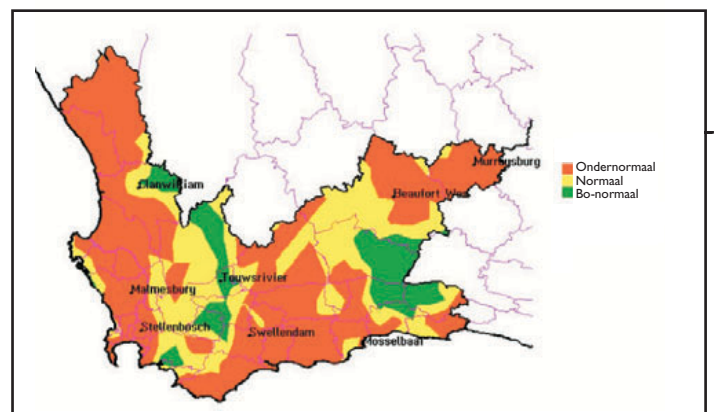 Murraysburg
Clanwilliam
Beaufort Wes
Touwsrivier
Malmesbury
Stellenbosch
Swellendam
Mosselbaai
Ondernormaal
Normaal
Bo-normaal